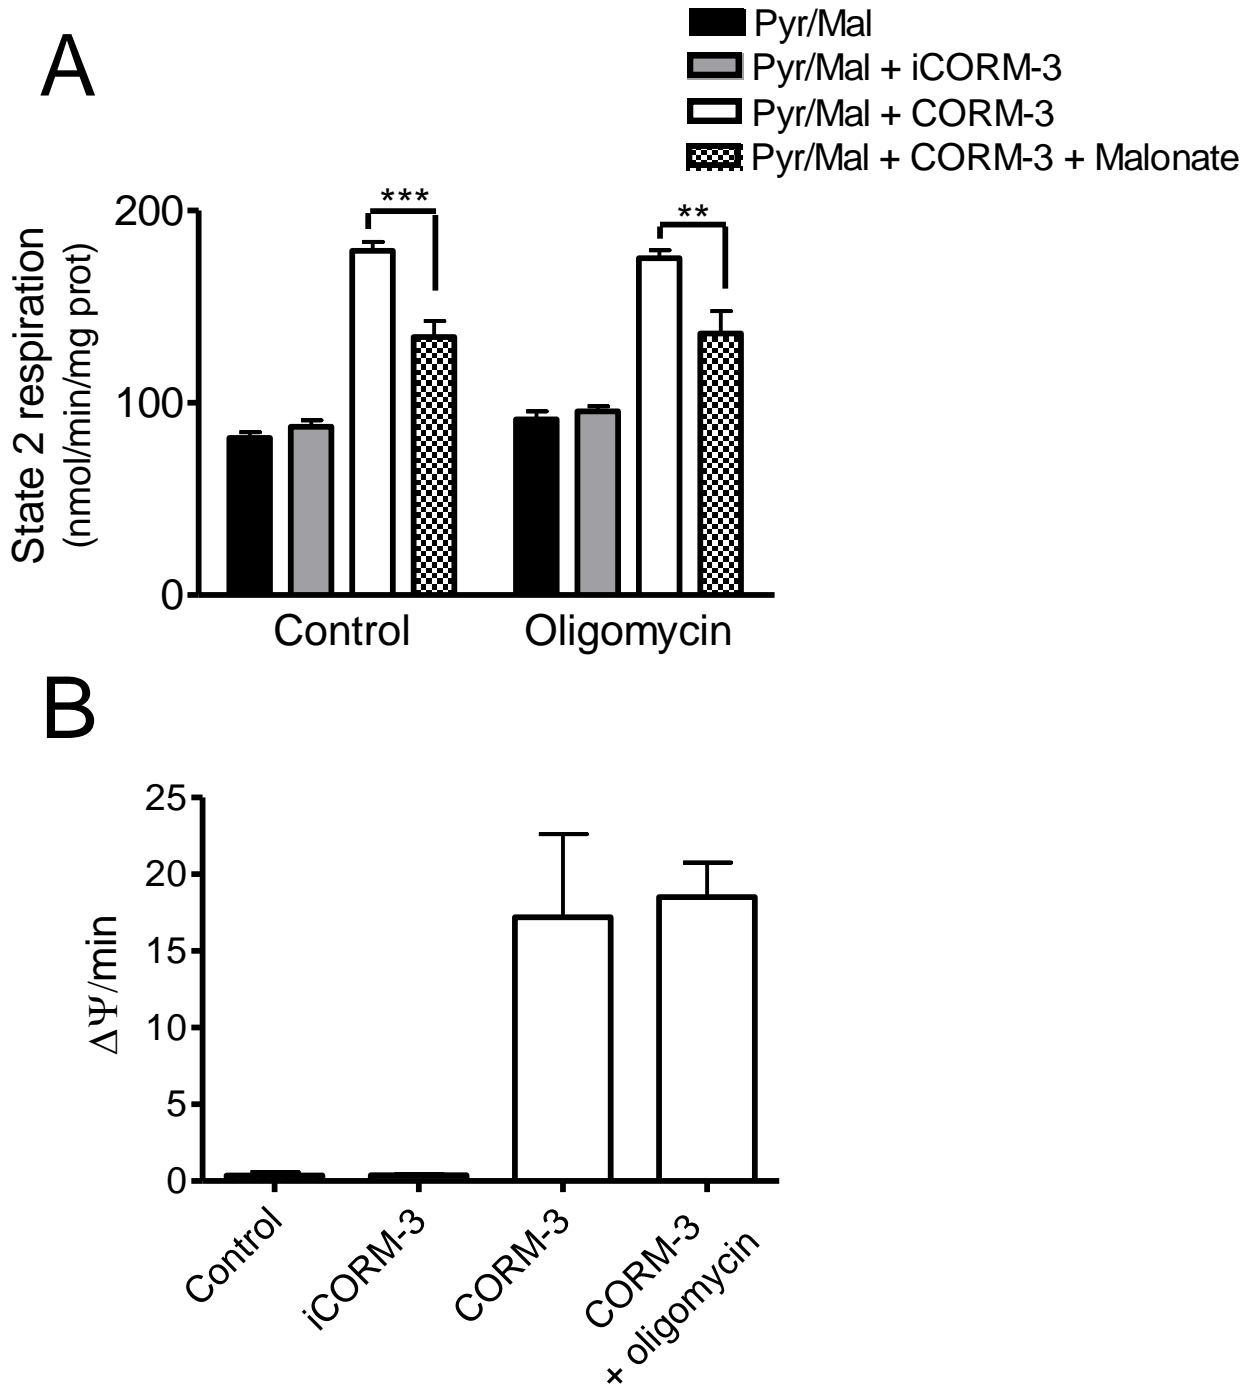 A
Pyr/Mal
Pyr/Mal + iCORM-3
Pyr/Mal + CORM-3
Pyr/Mal + CORM-3 + Malonate
State 2 respiration
(nmol/min/mg prot)
200
100
0
***
**
Control
Oligomycin
B
ΔΨ/min
25
20
15
10
5
0
Control
iCORM-3
CORM-3
CORM-3
+ oligomycin